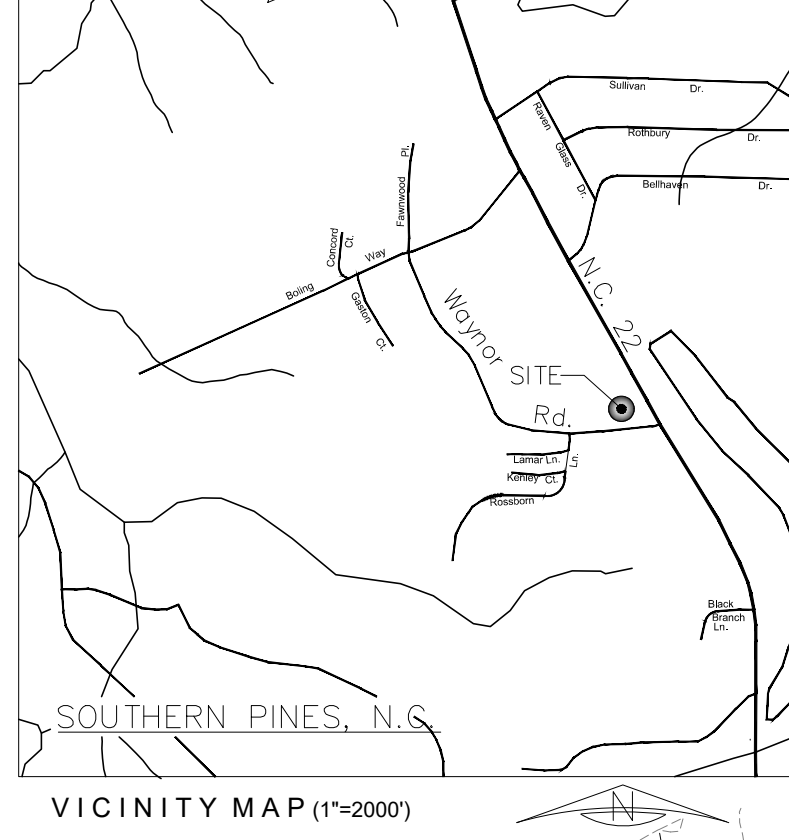 Sullivan Dr.
Raven Glass Dr.
Rothbury Dr.
Bellhaven Dr.
Fawnwood Pl.
Concord Ct.
Boling Way
Gaston Ct.
N.C. 22
Waynor Rd.
SITE
Lamar Ln.
Kenley Ct.
Rossborn Ln.
Black
Branch
Ln.
SOUTHERN PINES, N.C.
VICINITY MAP (1"=2000')
N